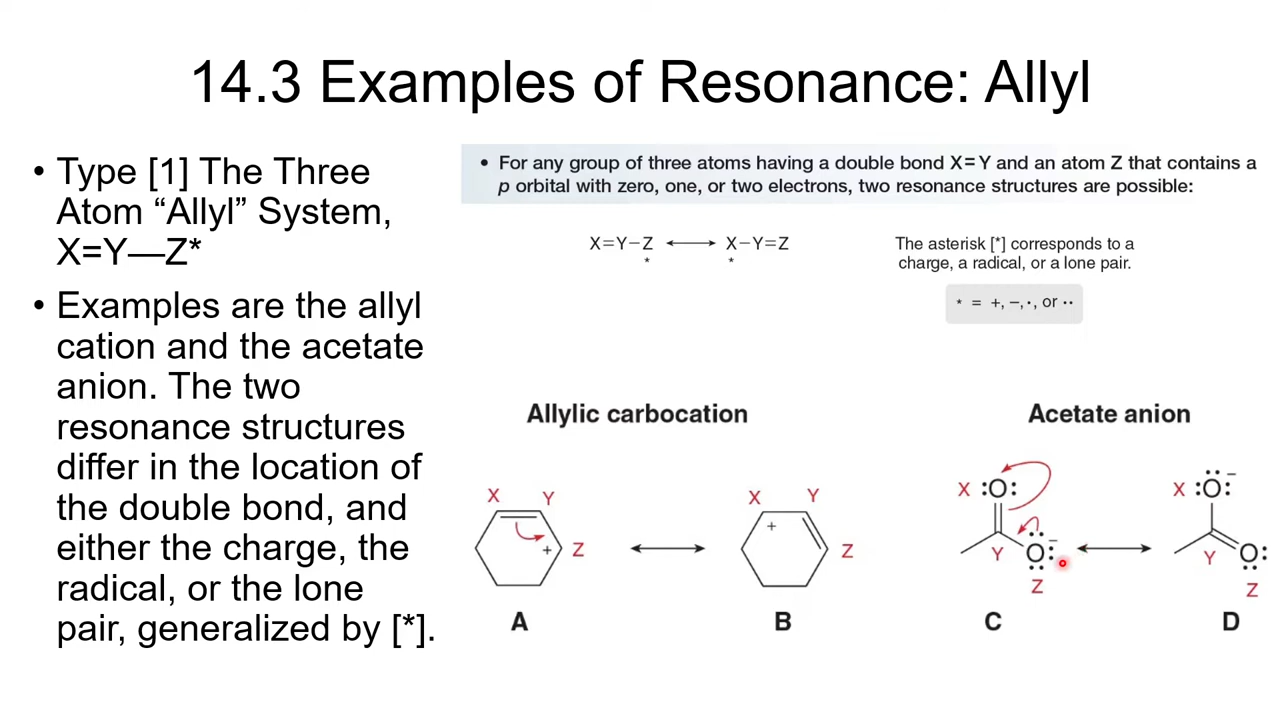 14.3 Examples of Resonance: Allyl
• Type [1] The Three
Atom “Allyl” System,
X=Y—Z*
• Examples are the allyl
cation and the acetate
anion. The two
resonance structures
differ in the location of
the double bond, and
either the charge, the
radical, or the lone
pair, generalized by [*].
• For any group of three atoms having a double bond X=Y and an atom Z that contains a
p orbital with zero, one, or two electrons, two resonance structures are possible:
X=Y–Z ⟷ X–Y=Z
* *
The asterisk [*] corresponds to a
charge, a radical, or a lone pair.
* = +, –, ·, or ··
Allylic carbocation
X Y
+ Z
A
X Y
+
Z
B
Acetate anion
X :O:
Y O:–
Z
C
X :O:–
Y O:
Z
D